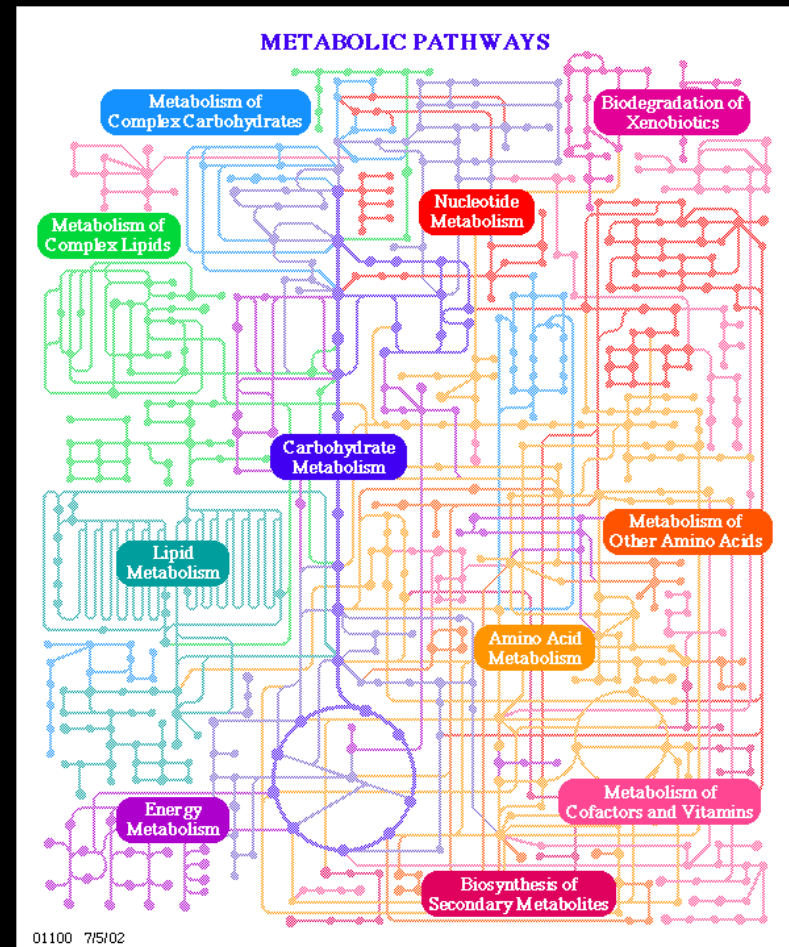 METABOLIC PATHWAYS
Metabolism of
Complex Carbohydrates
Biodegradation of
Xenobiotics
Nucleotide
Metabolism
Metabolism of
Complex Lipids
Carbohydrate
Metabolism
Metabolism of
Other Amino Acids
Lipid
Metabolism
Amino Acid
Metabolism
Metabolism of
Cofactors and Vitamins
Energy
Metabolism
Biosynthesis of
Secondary Metabolites
01100 7/5/02